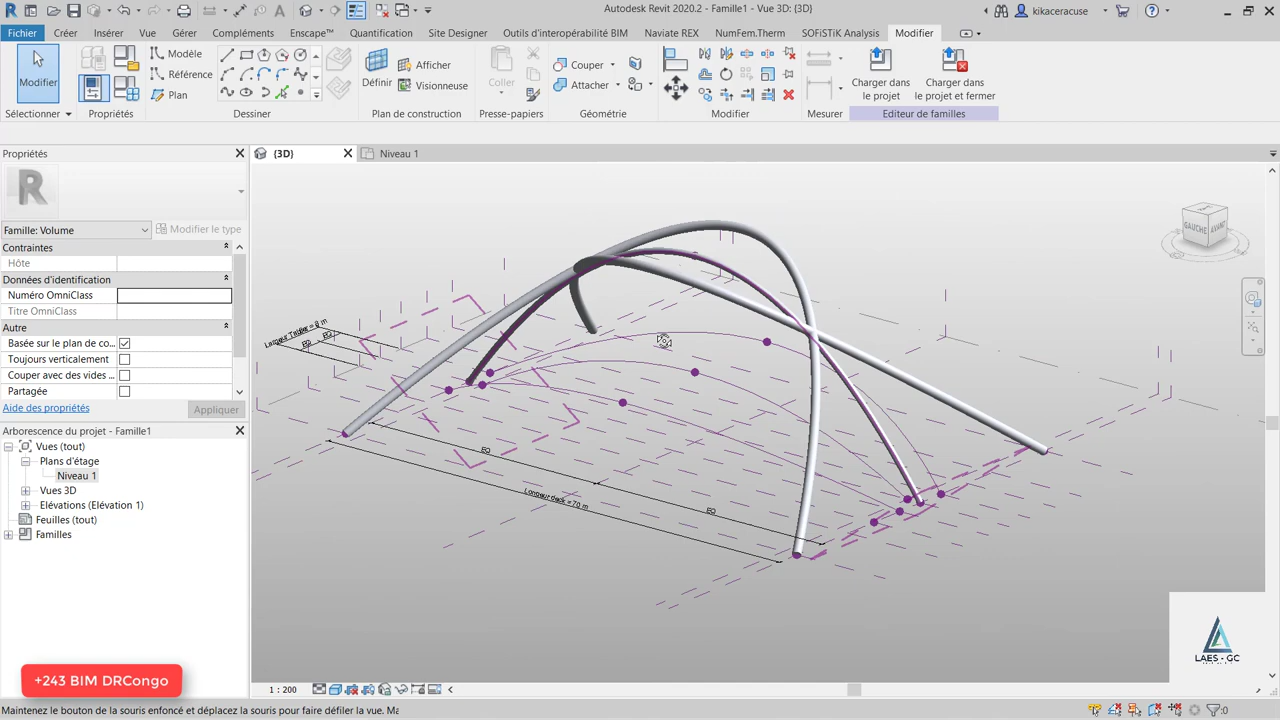 Autodesk Revit 2020.2 - Famille1 - Vue 3D: {3D}
kikaceracuse
Fichier Créer Insérer Vue Gérer Compléments Enscape™ Quantification Site Designer Outils d'interopérabilité BIM Naviate REX NumFem.Therm SOFiSTiK Analysis Modifier
Modifier
Modèle
Référence
Plan
Définir
Afficher
Visionneuse
Coller
Couper
Attacher
Charger dans
le projet
Charger dans
le projet et fermer
Sélectionner Propriétés Dessiner Plan de construction Presse-papiers Géométrie Modifier Mesurer Editeur de familles
Propriétés
{3D}
Niveau 1
R
Famille: Volume
Modifier le type
Contraintes
Hôte
Données d'identification
Numéro OmniClass
Titre OmniClass
Autre
Basée sur le plan de co...
Toujours verticalement
Couper avec des vides ...
Partagée
Aide des propriétés
Appliquer
Arborescence du projet - Famille1
Vues (tout)
Plans d'étage
Niveau 1
Vues 3D
Elévations (Elévation 1)
Feuilles (tout)
Familles
GAUCHE
AVANT
EQ
EQ
EQ
EQ
LAES - GC
+243 BIM DRCongo
1 : 200
Maintenez le bouton de la souris enfoncé et déplacez la souris pour faire défiler la vue. Ma
:0